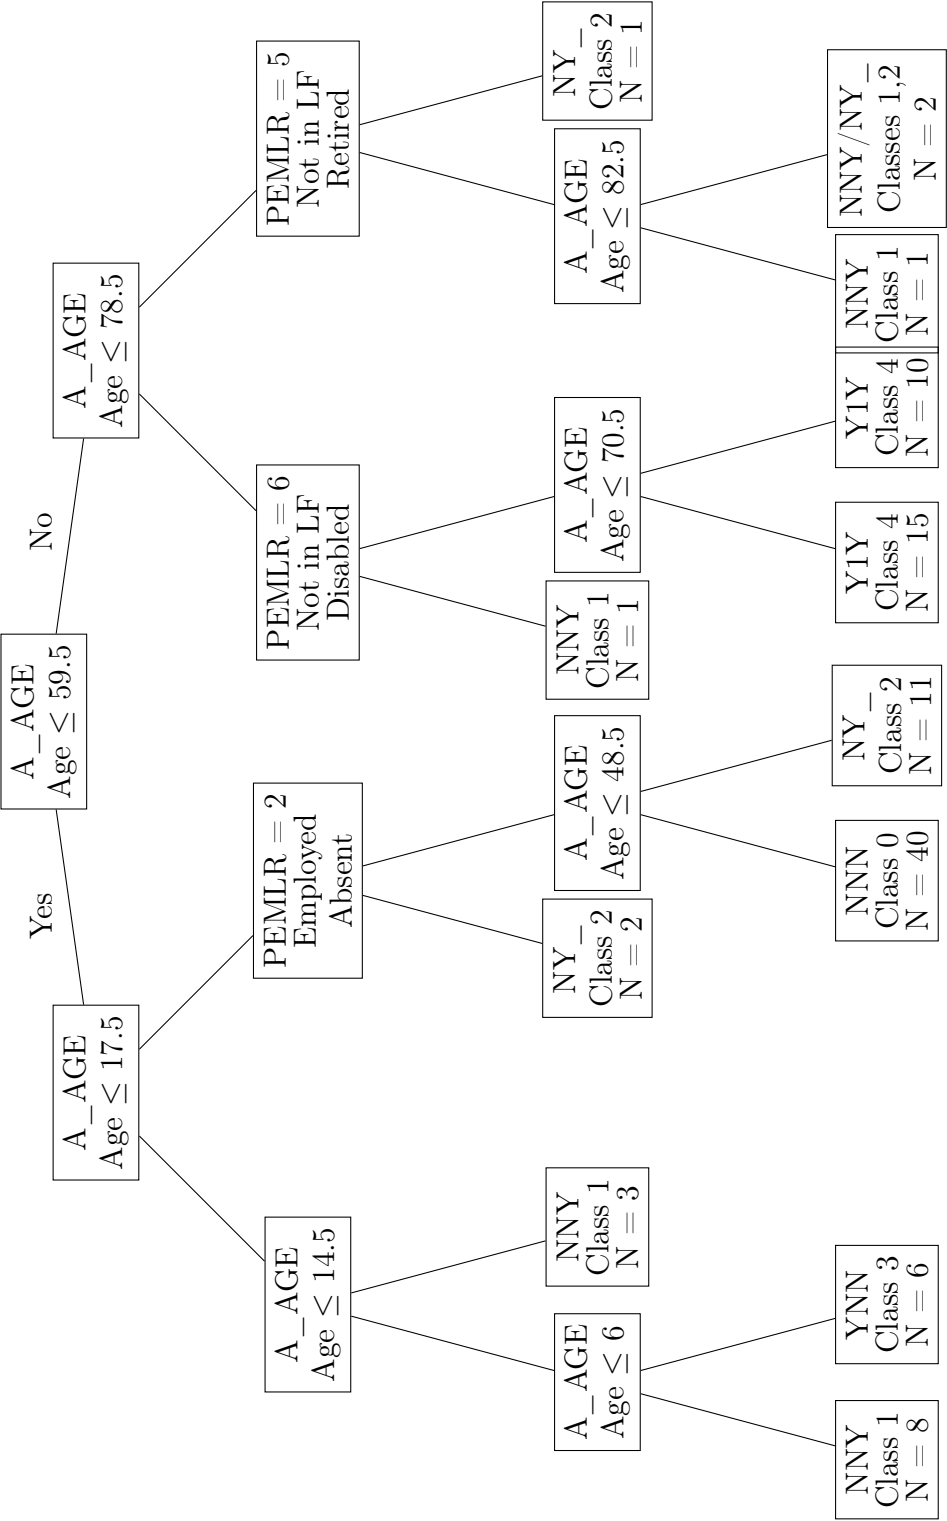 A_AGE
Age ≤ 59.5
Yes
No
A_AGE
Age ≤ 17.5
A_AGE
Age ≤ 78.5
A_AGE
Age ≤ 14.5
PEMLR = 2
Employed
Absent
PEMLR = 6
Not in LF
Disabled
PEMLR = 5
Not in LF
Retired
A_AGE
Age ≤ 6
NNY
Class 1
N = 3
NY_
Class 2
N = 2
A_AGE
Age ≤ 48.5
NNY
Class 1
N = 1
A_AGE
Age ≤ 70.5
A_AGE
Age ≤ 82.5
NY_
Class 2
N = 1
NNY
Class 1
N = 8
YNN
Class 3
N = 6
NNN
Class 0
N = 40
NY_
Class 2
N = 11
Y1Y
Class 4
N = 15
Y1Y
Class 4
N = 10
NNY
Class 1
N = 1
NNY/NY_
Classes 1,2
N = 2